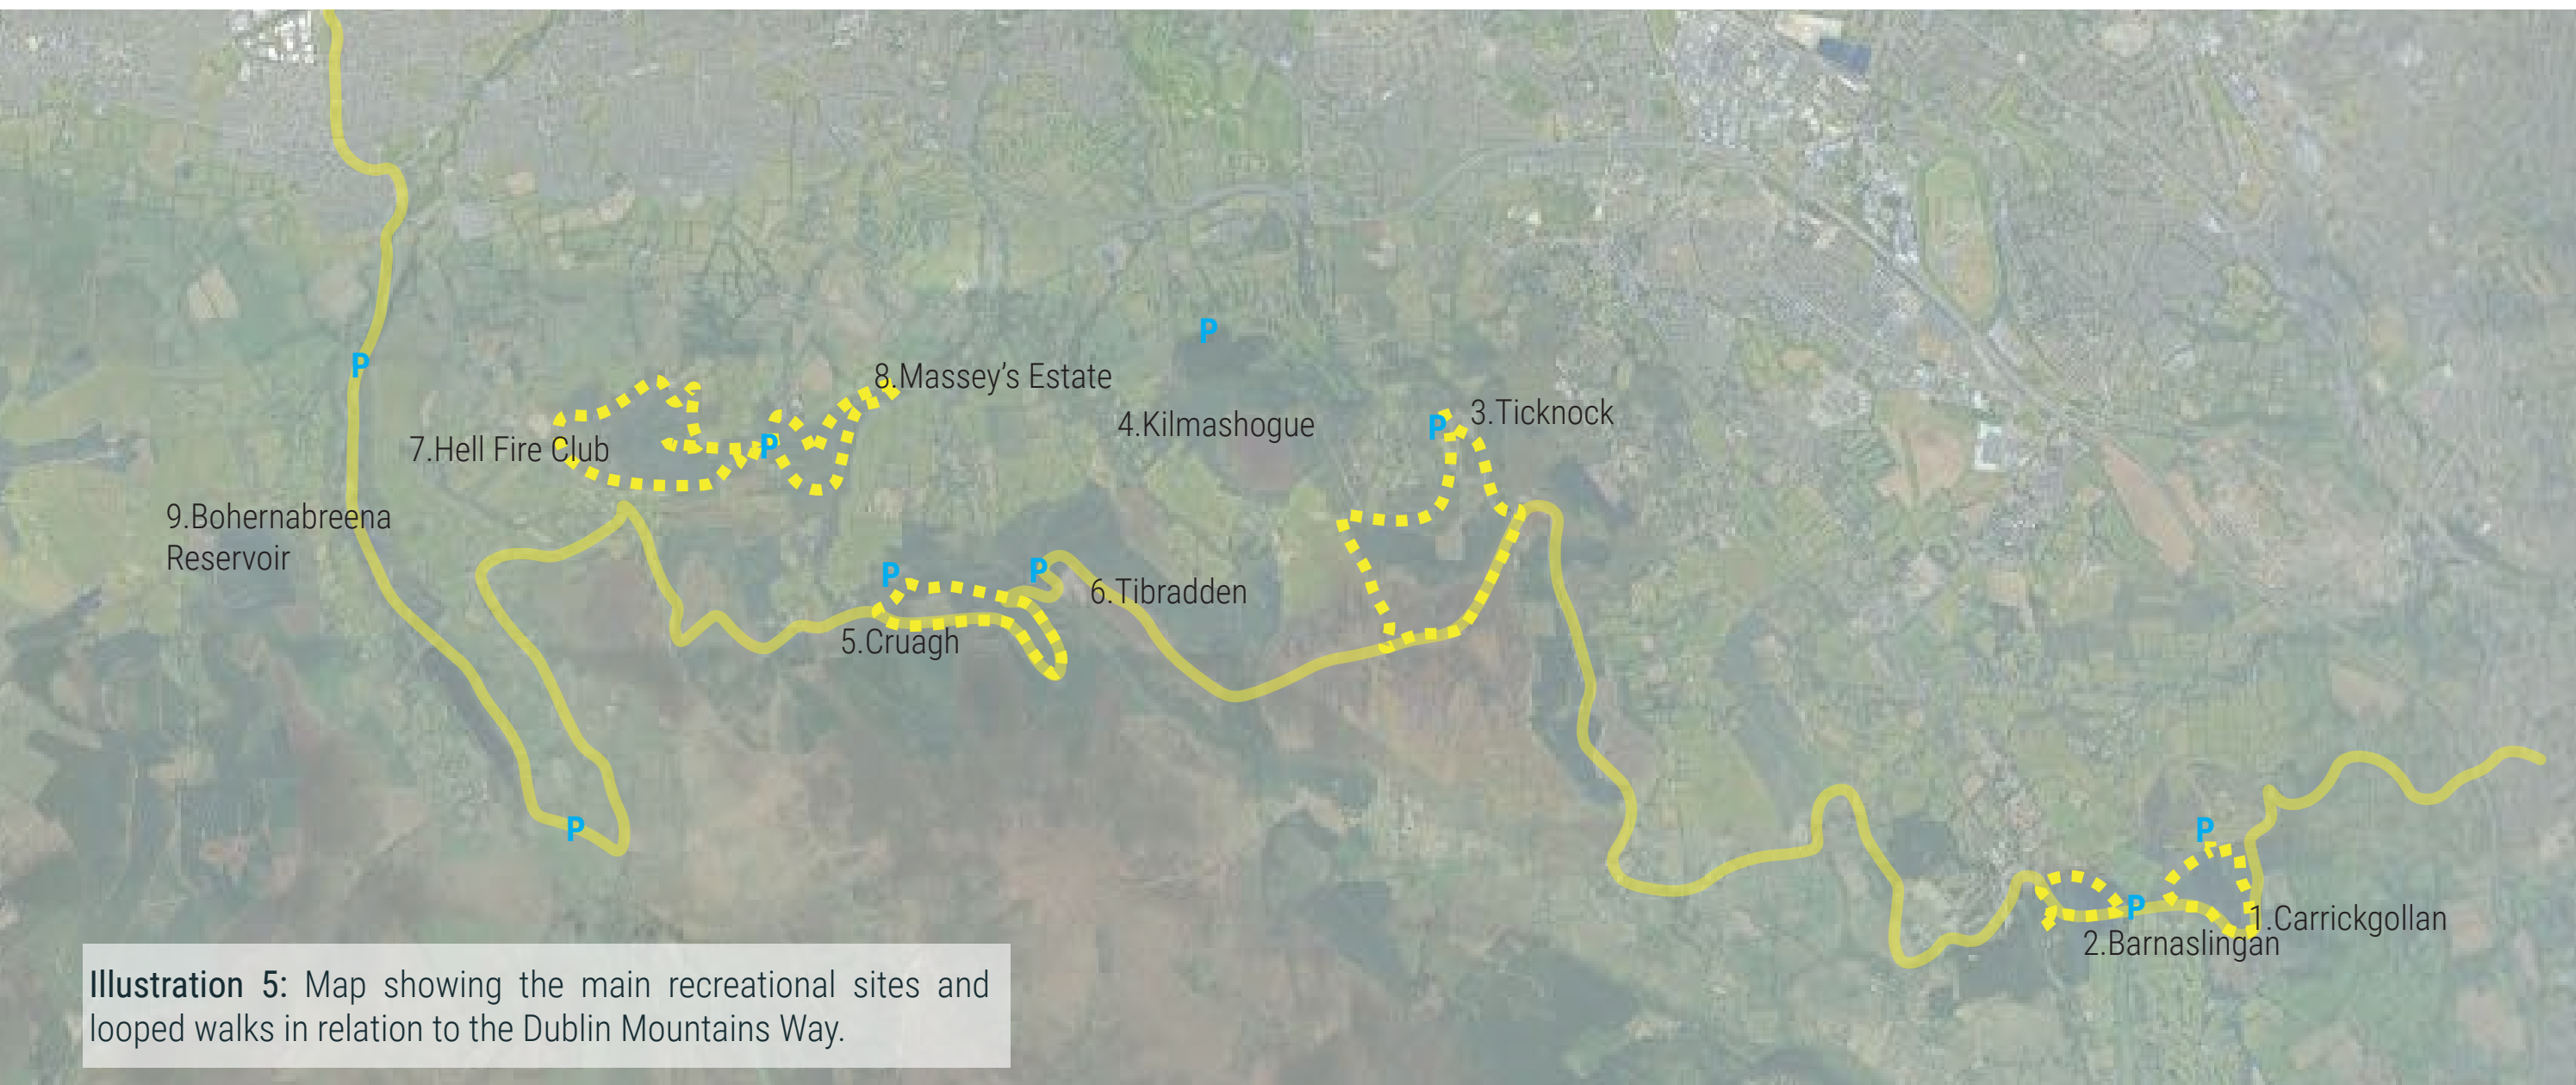 P
P
8.Massey's Estate
3.Ticknock
P
4.Kilmashogue
P
7.Hell Fire Club
9.Bohernabreena
Reservoir
P
P
6.Tibradden
5.Cruagh
P
P
P
1.Carrickgollan
2.Barnaslingan
Illustration 5: Map showing the main recreational sites and
looped walks in relation to the Dublin Mountains Way.